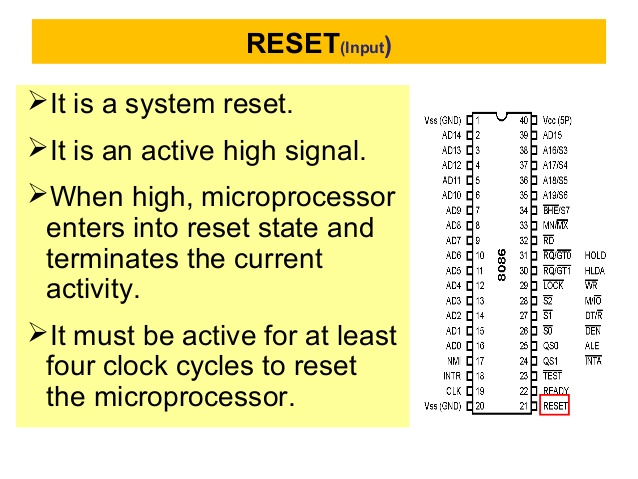 RESET(Input)
➢It is a system reset.
➢It is an active high signal.
➢When high, microprocessor
enters into reset state and
terminates the current
activity.
➢It must be active for at least
four clock cycles to reset
the microprocessor.
Vss (GND) 1 40 Vcc (5P)
AD14 2 39 AD15
AD13 3 38 A16/S3
AD12 4 37 A17/S4
AD11 5 36 A18/S5
AD10 6 35 A19/S6
AD9 7 34 BHE/S7
AD8 8 33 MN/MX
AD7 9 32 RD
AD6 10 31 RQ/GT0 HOLD
AD5 11 30 RQ/GT1 HLDA
AD4 12 29 LOCK WR
AD3 13 28 S2 M/IO
AD2 14 27 S1 DT/R
AD1 15 26 S0 DEN
AD0 16 25 QS0 ALE
NMI 17 24 QS1 INTA
INTR 18 23 TEST
CLK 19 22 READY
Vss (GND) 20 21 RESET
8086